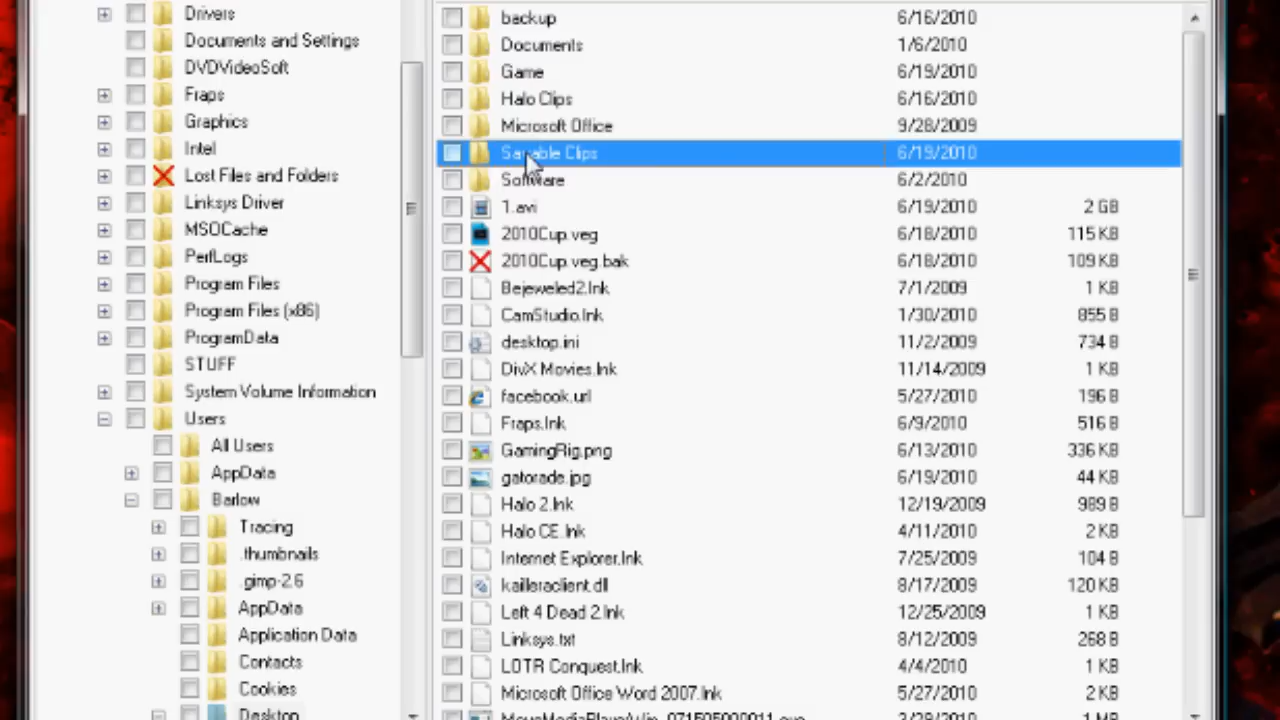 Drivers
Documents and Settings
DVDVideoSoft
Fraps
Graphics
Intel
Lost Files and Folders
Linksys Driver
MSOCache
PerfLogs
Program Files
Program Files (x86)
ProgramData
STUFF
System Volume Information
Users
All Users
AppData
Barlow
Tracing
.thumbnails
.gimp-2.6
AppData
Application Data
Contacts
Cookies
Desktop
backup 6/16/2010
Documents 1/6/2010
Game 6/19/2010
Halo Clips 6/16/2010
Microsoft Office 9/28/2009
Clips 6/19/2010
Software 6/2/2010
1.avi 6/19/2010 2 GB
2010Cup.veg 6/18/2010 115 KB
2010Cup.veg.bak 6/18/2010 109 KB
Bejeweled2.lnk 7/1/2009 1 KB
CamStudio.lnk 1/30/2010 855 B
desktop.ini 11/2/2009 734 B
DivX Movies.lnk 11/14/2009 1 KB
facebook.url 5/27/2010 196 B
Fraps.lnk 6/9/2010 516 B
GamingRig.png 6/13/2010 336 KB
gatorade.jpg 6/19/2010 44 KB
Halo 2.lnk 12/19/2009 989 B
Halo CE.lnk 4/11/2010 2 KB
Internet Explorer.lnk 7/25/2009 104 B
kailleraclient.dll 8/17/2009 120 KB
Left 4 Dead 2.lnk 12/25/2009 1 KB
Linksys.txt 8/12/2009 268 B
LOTR Conquest.lnk 4/4/2010 1 KB
Microsoft Office Word 2007.lnk 5/27/2010 2 KB